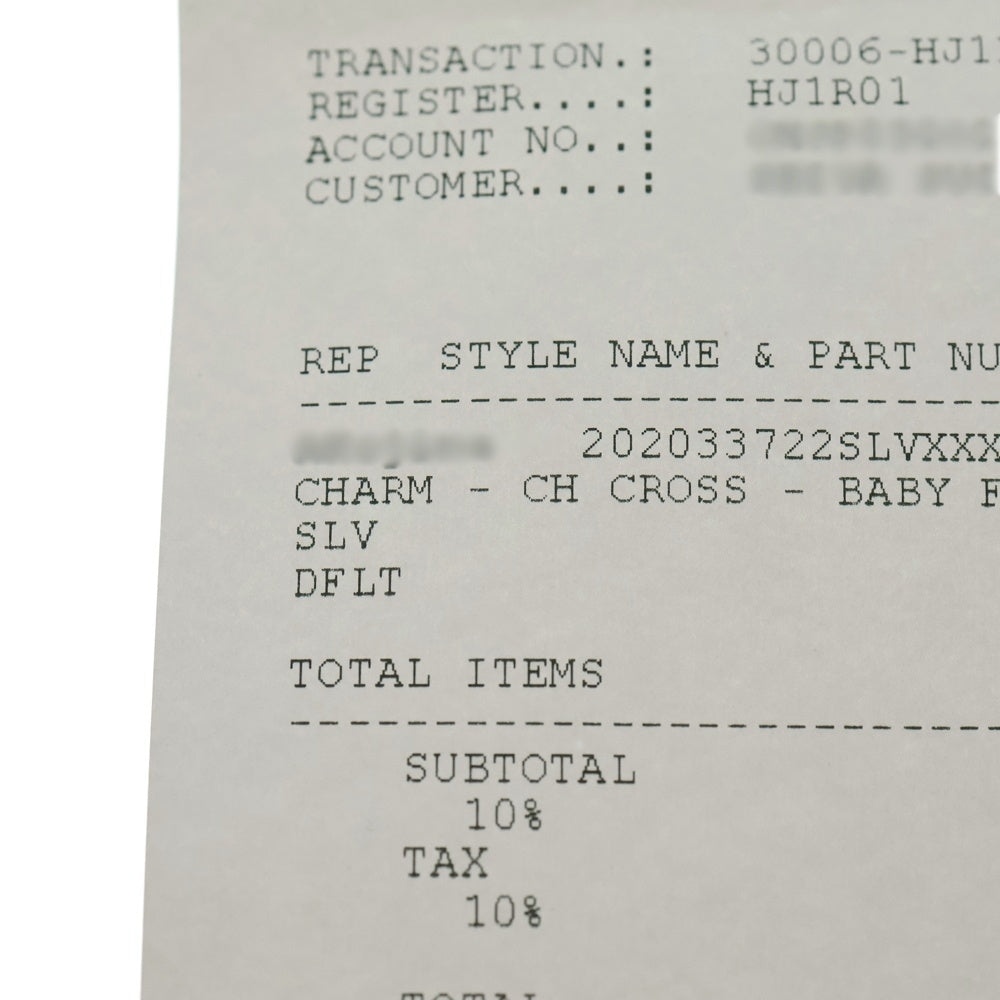 TRANSACTION.: 30006-HJ1
REGISTER....: HJ1R01
ACCOUNT NO..:
CUSTOMER....:
REP STYLE NAME & PART NU
202033722SLVXXX
CHARM - CH CROSS - BABY F
SLV
DFLT
TOTAL ITEMS
SUBTOTAL
10%
TAX
10%
TOTAL